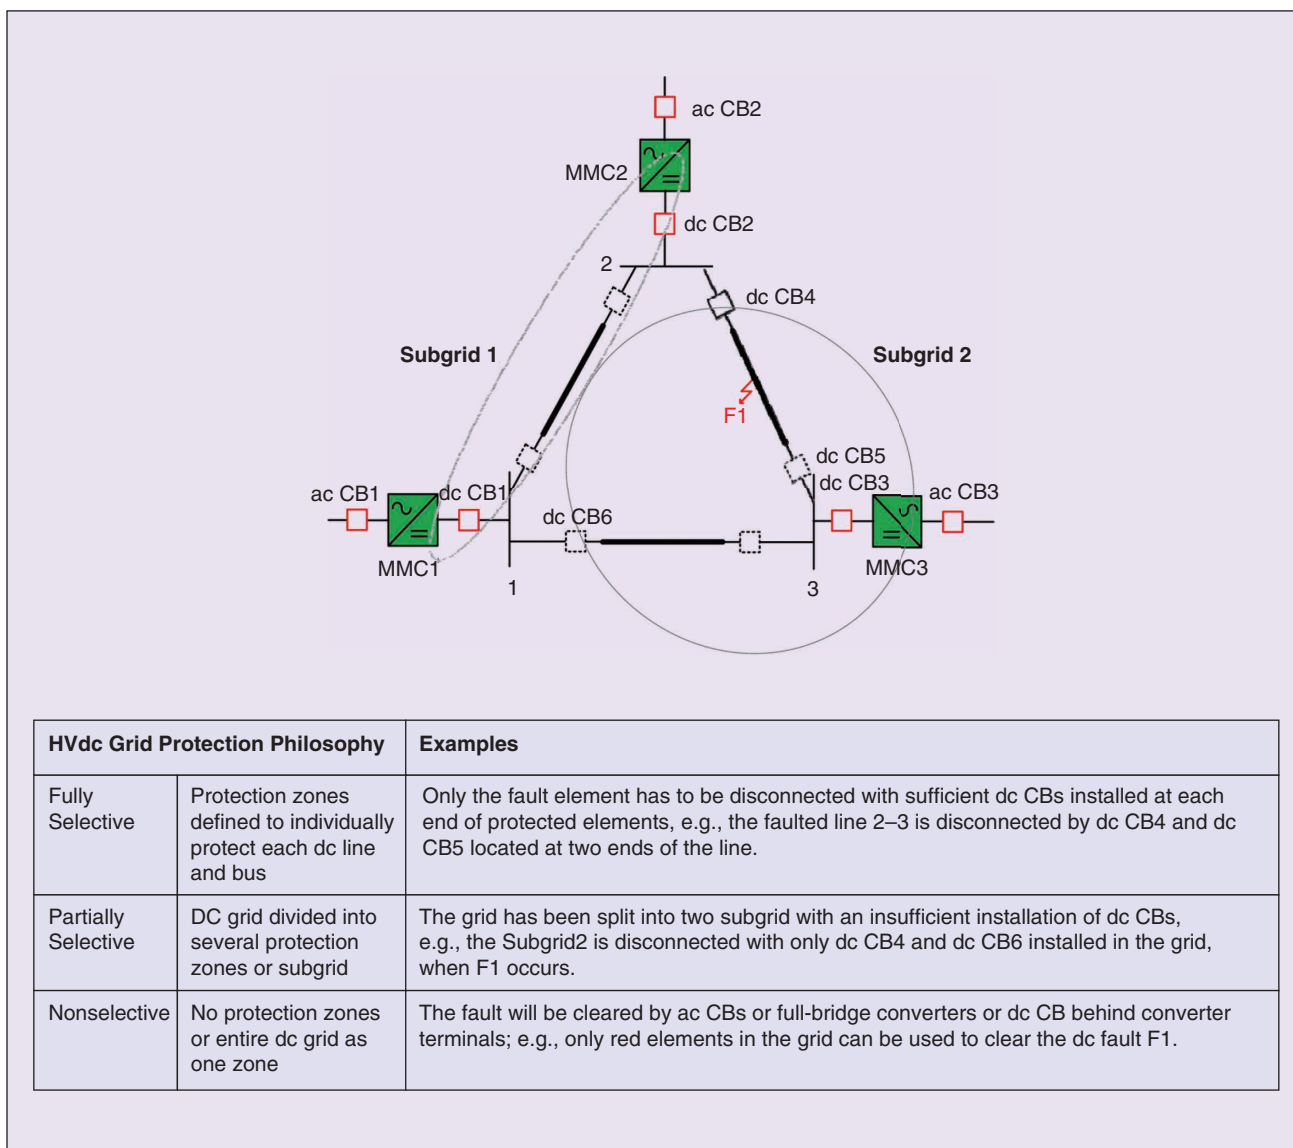 ac CB2
MMC2
dc CB2
2
dc CB4
Subgrid 1
Subgrid 2
F1
dc CB5
dc CB3
ac CB1
dc CB1
ac CB3
dc CB6
MMC1
MMC3
1
3
HVdc Grid Protection Philosophy
Examples
Fully
Selective
Protection zones
defined to individually
protect each dc line
and bus
Only the fault element has to be disconnected with sufficient dc CBs installed at each
end of protected elements, e.g., the faulted line 2–3 is disconnected by dc CB4 and dc
CB5 located at two ends of the line.
Partially
Selective
DC grid divided into
several protection
zones or subgrid
The grid has been split into two subgrid with an insufficient installation of dc CBs,
e.g., the Subgrid2 is disconnected with only dc CB4 and dc CB6 installed in the grid,
when F1 occurs.
Nonselective
No protection zones
or entire dc grid as
one zone
The fault will be cleared by ac CBs or full-bridge converters or dc CB behind converter
terminals; e.g., only red elements in the grid can be used to clear the dc fault F1.